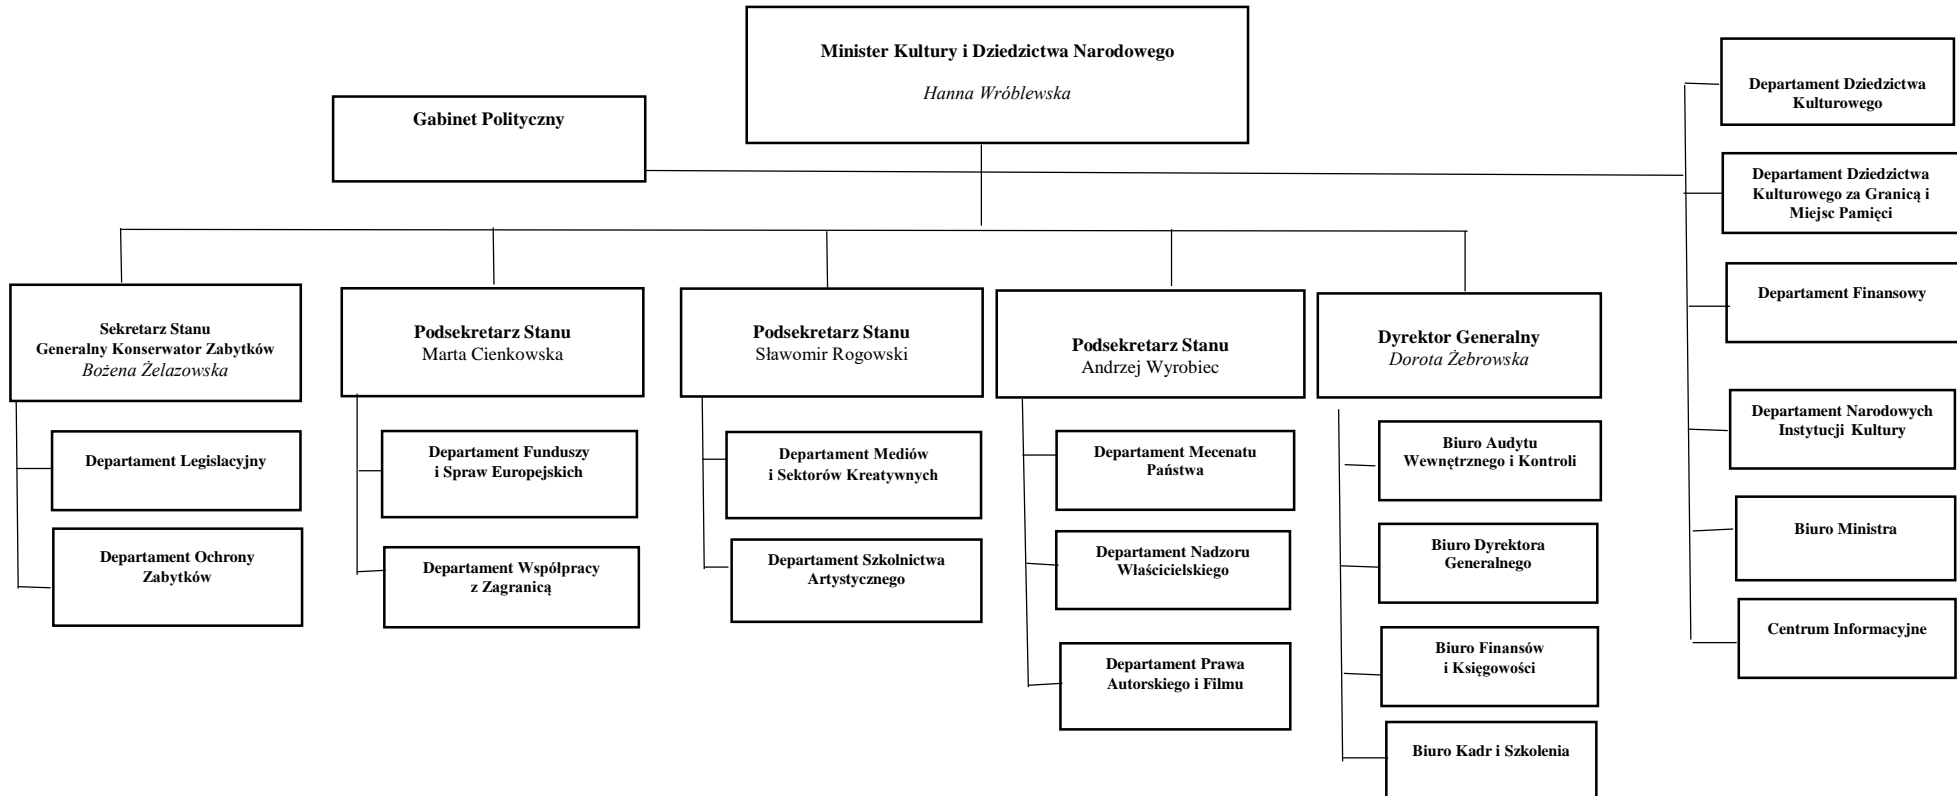 Minister Kultury i Dziedzictwa Narodowego
Hanna Wróblewska
Gabinet Polityczny
Sekretarz Stanu
Generalny Konserwator Zabytków
Bożena Żelazowska
Departament Legislacyjny
Departament Ochrony
Zabytków
Podsekretarz Stanu
Marta Cienkowska
Departament Funduszy
i Spraw Europejskich
Departament Współpracy
z Zagranicą
Podsekretarz Stanu
Sławomir Rogowski
Departament Mediów
i Sektorów Kreatywnych
Departament Szkolnictwa
Artystycznego
Podsekretarz Stanu
Andrzej Wyrobiec
Departament Mecenatu
Państwa
Departament Nadzoru
Właścicielskiego
Departament Prawa
Autorskiego i Filmu
Dyrektor Generalny
Dorota Żebrowska
Biuro Audytu
Wewnętrznego i Kontroli
Biuro Dyrektora
Generalnego
Biuro Finansów
i Księgowości
Biuro Kadr i Szkolenia
Departament Dziedzictwa
Kulturowego
Departament Dziedzictwa
Kulturowego za Granicą i
Miejsc Pamięci
Departament Finansowy
Departament Narodowych
Instytucji Kultury
Biuro Ministra
Centrum Informacyjne